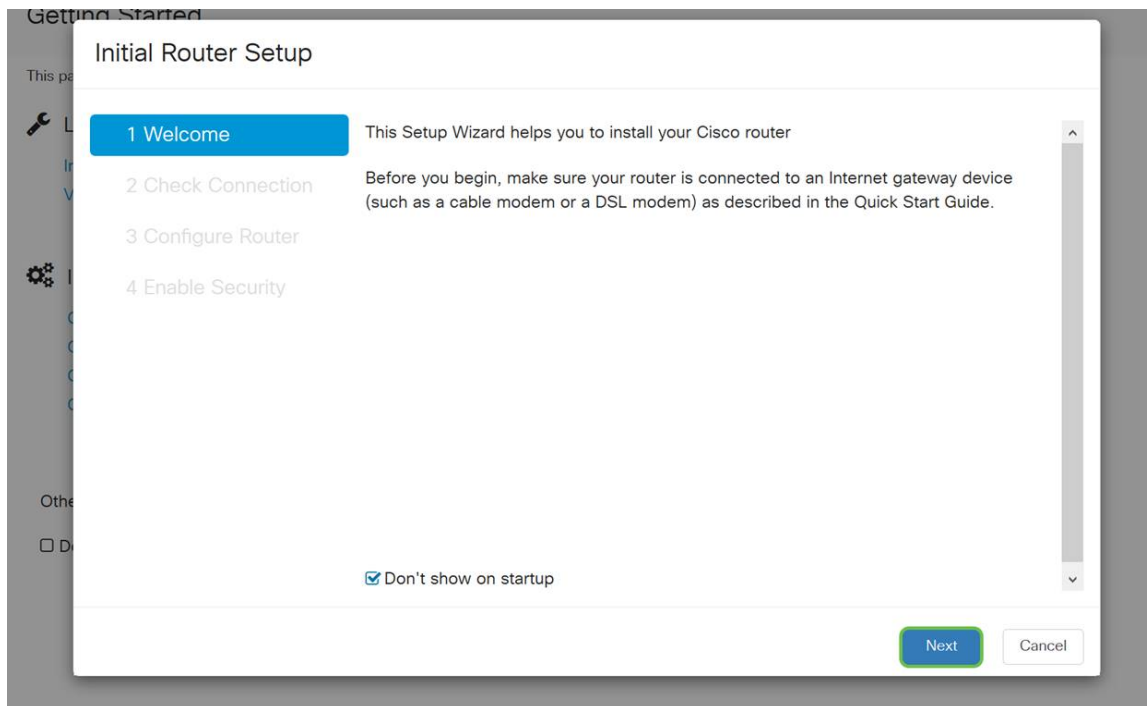 Getting Started
Initial Router Setup
This
1 Welcome
2 Check Connection
3 Configure Router
4 Enable Security
This Setup Wizard helps you to install your Cisco router
Before you begin, make sure your router is connected to an Internet gateway device
(such as a cable modem or a DSL modem) as described in the Quick Start Guide.
Don't show on startup
Next
Cancel